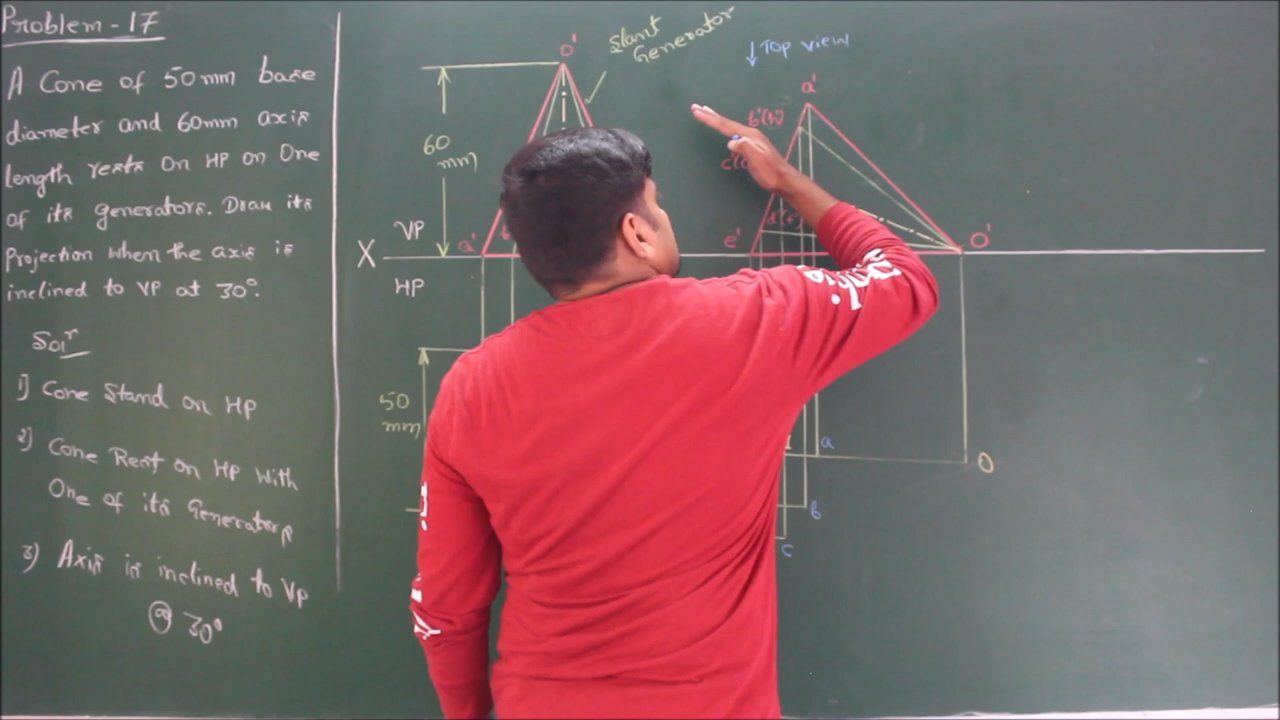 Problem - 17
A Cone of 50mm base
diameter and 60mm axis
length rests on HP on One
of its generators. Draw its
Projection when the axis is
inclined to VP at 30°.
Solr
1) Cone Stand on HP
2) Cone Rest on HP with
One of its Generators
3) Axis is inclined to VP
@ 30°
Slant
Generator
↓ Top view
o'
60
mm
X
VP
HP
a'
50
mm
a'
b'(h')
e'
o'
a
b
c
o